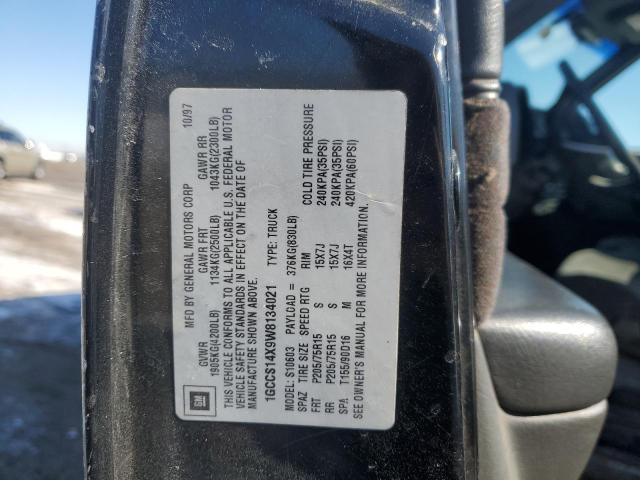 MFD BY GENERAL MOTORS CORP 10/97
GVWR GAWR FRT GAWR RR
1905KG(4200LB) 1134KG(2500LB) 1043KG(2300LB)
THIS VEHICLE CONFORMS TO ALL APPLICABLE U.S. FEDERAL MOTOR
VEHICLE SAFETY STANDARDS IN EFFECT ON THE DATE OF
MANUFACTURE SHOWN ABOVE.
1GCCS14X9W8134021 TYPE: TRUCK
MODEL: S10603 PAYLOAD = 376KG(830LB)
SPAZ TIRE SIZE SPEED RTG RIM COLD TIRE PRESSURE
FRT P205/75R15 S 15X7J 240KPA(35PSI)
RR P205/75R15 S 15X7J 240KPA(35PSI)
SPA T155/90D16 M 16X4T 420KPA(60PSI)
SEE OWNER'S MANUAL FOR MORE INFORMATION.
GM